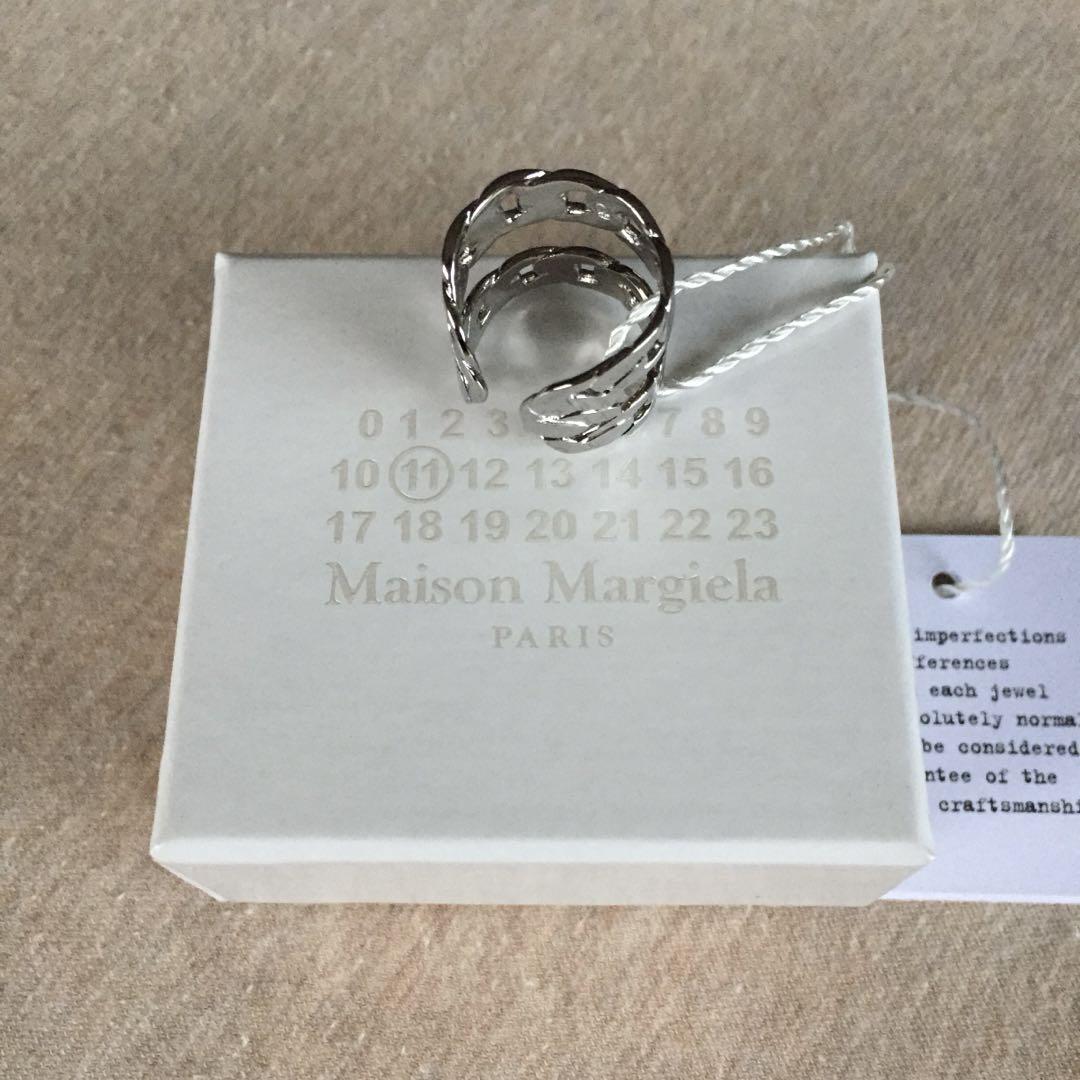 0 1 2 3 7 8 9
10 11 12 13 14 15 16
17 18 19 20 21 22 23
Maison Margiela
PARIS
imperfections
ferences
each jewel
olutely normal
be considered
ntee of the
craftsmanshi